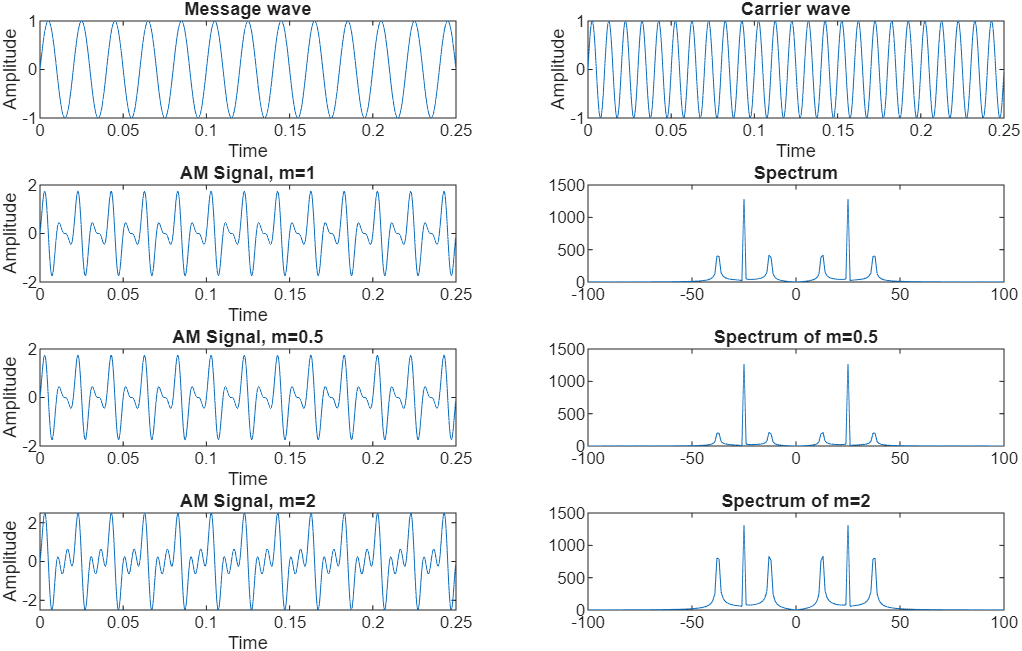 Message wave
Amplitude
1
0
-1
0 0.05 0.1 0.15 0.2 0.25
Time
Carrier wave
Amplitude
1
0
-1
0 0.05 0.1 0.15 0.2 0.25
Time
AM Signal, m=1
Amplitude
2
0
-2
0 0.05 0.1 0.15 0.2 0.25
Time
Spectrum
1500
1000
500
0
-100 -50 0 50 100
AM Signal, m=0.5
Amplitude
2
0
-2
0 0.05 0.1 0.15 0.2 0.25
Time
Spectrum of m=0.5
1500
1000
500
0
-100 -50 0 50 100
AM Signal, m=2
Amplitude
2
0
-2
0 0.05 0.1 0.15 0.2 0.25
Time
Spectrum of m=2
1500
1000
500
0
-100 -50 0 50 100